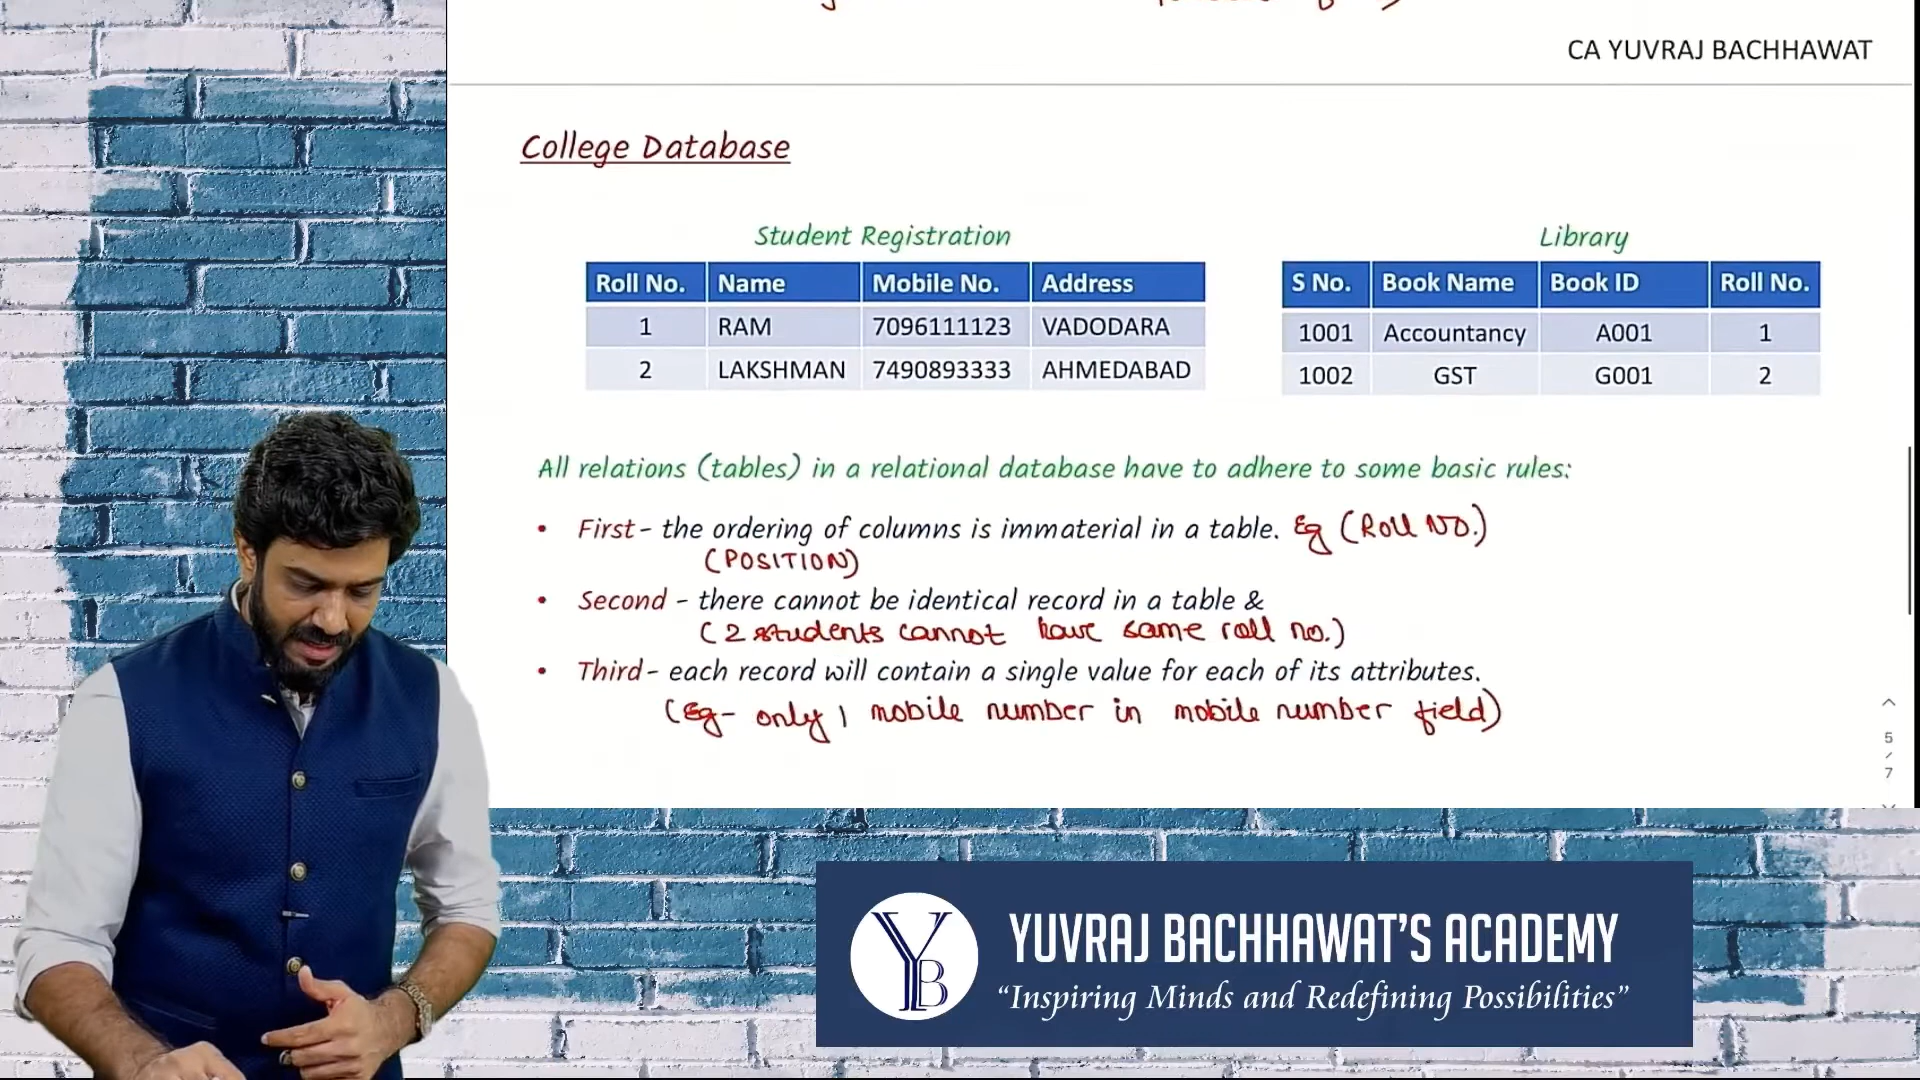 CA YUVRAJ BACHHAWAT
College Database
Student Registration
Roll No. Name Mobile No. Address
1 RAM 7096111123 VADODARA
2 LAKSHMAN 7490893333 AHMEDABAD
Library
S No. Book Name Book ID Roll No.
1001 Accountancy A001 1
1002 GST G001 2
All relations (tables) in a relational database have to adhere to some basic rules:
• First - the ordering of columns is immaterial in a table. Eg (Roll No.)
(POSITION)
• Second - there cannot be identical record in a table &
(2 students cannot have same roll no.)
• Third - each record will contain a single value for each of its attributes.
(Eg - only 1 mobile number in mobile number field)
5
/
7
YB
YUVRAJ BACHHAWAT'S ACADEMY
“Inspiring Minds and Redefining Possibilities”